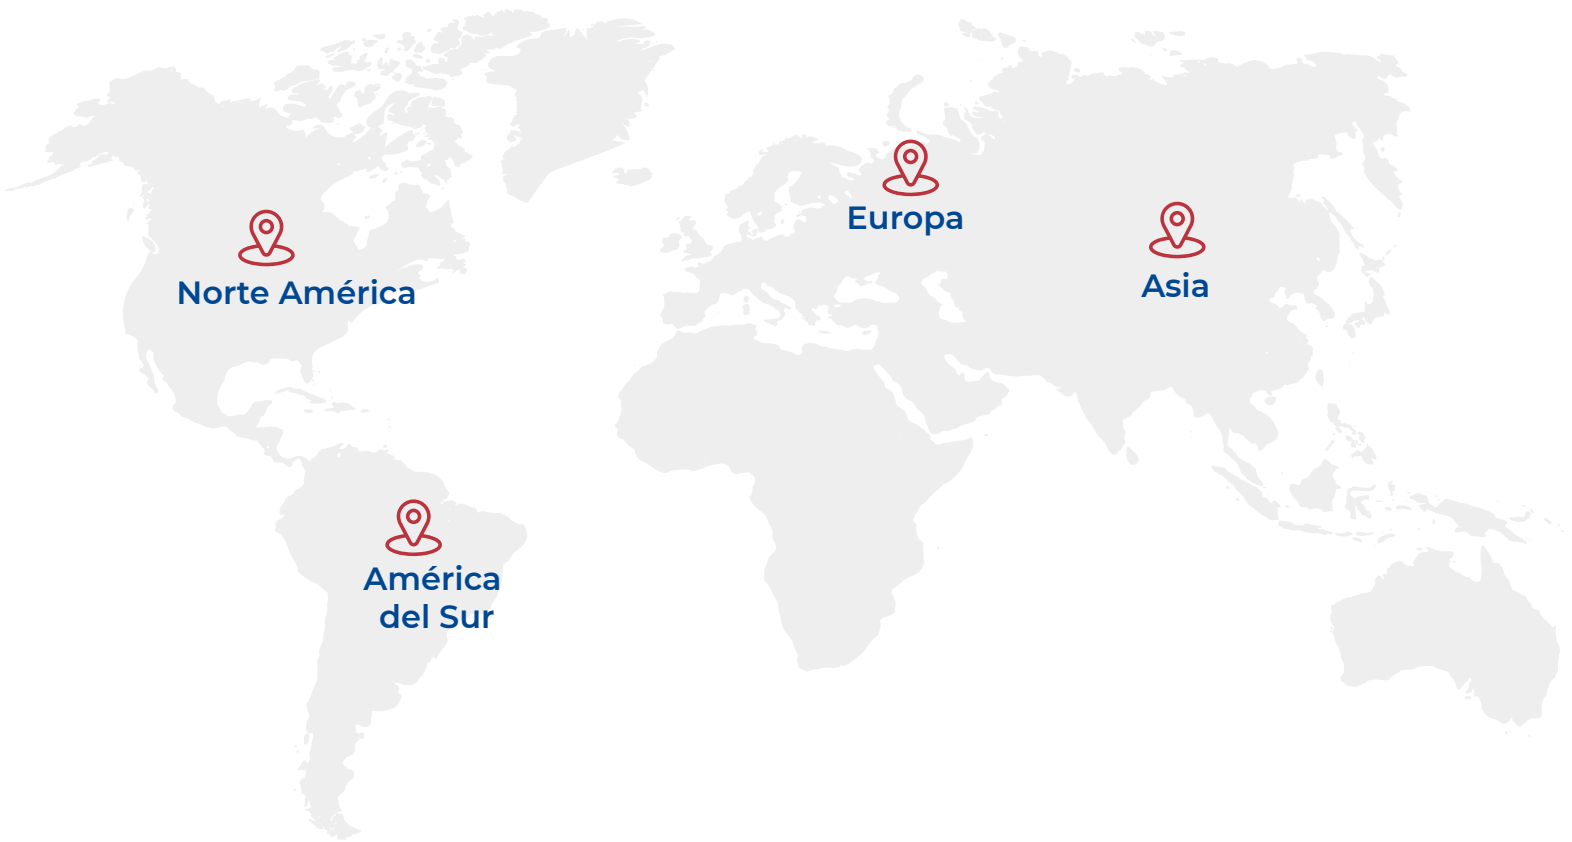 Europa
Asia
Norte América
América
del Sur